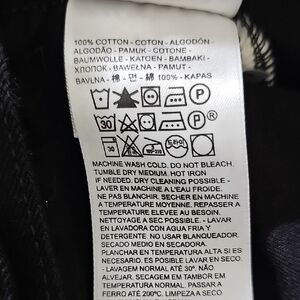 100% COTTON - COTON - ALGODÓN -
ALGODÃO - PAMUK - COTONE -
BAUMWOLLE - KATOEN - BAMBAKI -
ХЛОПОК - BAWEŁNA - PAMUT -
BAVLNA - 棉 - 면 - 綿 100% - KAPAS
P
30 P ®
30 드라이
MACHINE WASH COLD. DO NOT BLEACH.
TUMBLE DRY MEDIUM. HOT IRON
IF NEEDED. DRY CLEANING POSSIBLE -
LAVER EN MACHINE A L'EAU FROIDE.
NE PAS BLANCHIR. SECHER EN MACHINE
A TEMPERATURE MOYENNE. REPASSER A
TEMPERATURE ELEVEE AU BESOIN.
NETTOYAGE A SEC POSSIBLE - LAVAR
EN LAVADORA CON AGUA FRIA Y
DETERGENTE. NO USAR BLANQUEADOR.
SECADO MEDIO EN SECADORA.
PLANCHAR EN TEMPERATURA ALTA SI ES
NECESARIO. ES POSIBLE LAVAR EN SECO
- LAVAGEM NORMAL ATÉ 30º. NÃO
ALVEJAR. SECAGEM EM TAMBOR EM
TEMPERATURA NORMAL. PASSAR A
FERRO ATÉ 200ºC. LIMPEZA A SECO